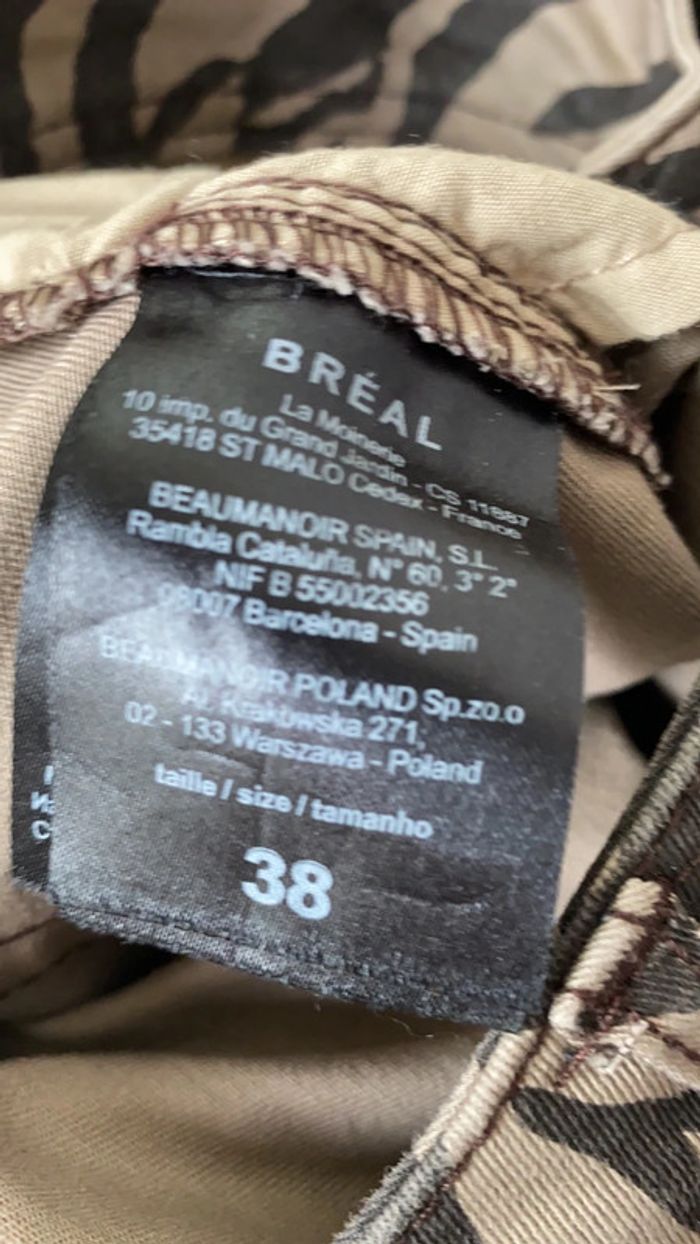 BRÉAL
La Moinerie
10 imp. du Grand Jardin - CS 11887
35418 ST MALO Cedex - France
BEAUMANOIR SPAIN, S.L.
Rambla Cataluña, N° 60, 3° 2°
NIF B 55002356
08007 Barcelona - Spain
BEAUMANOIR POLAND Sp.zo.o
Al. Krakowska 271,
02 - 133 Warszawa - Poland
taille / size / tamanho
38